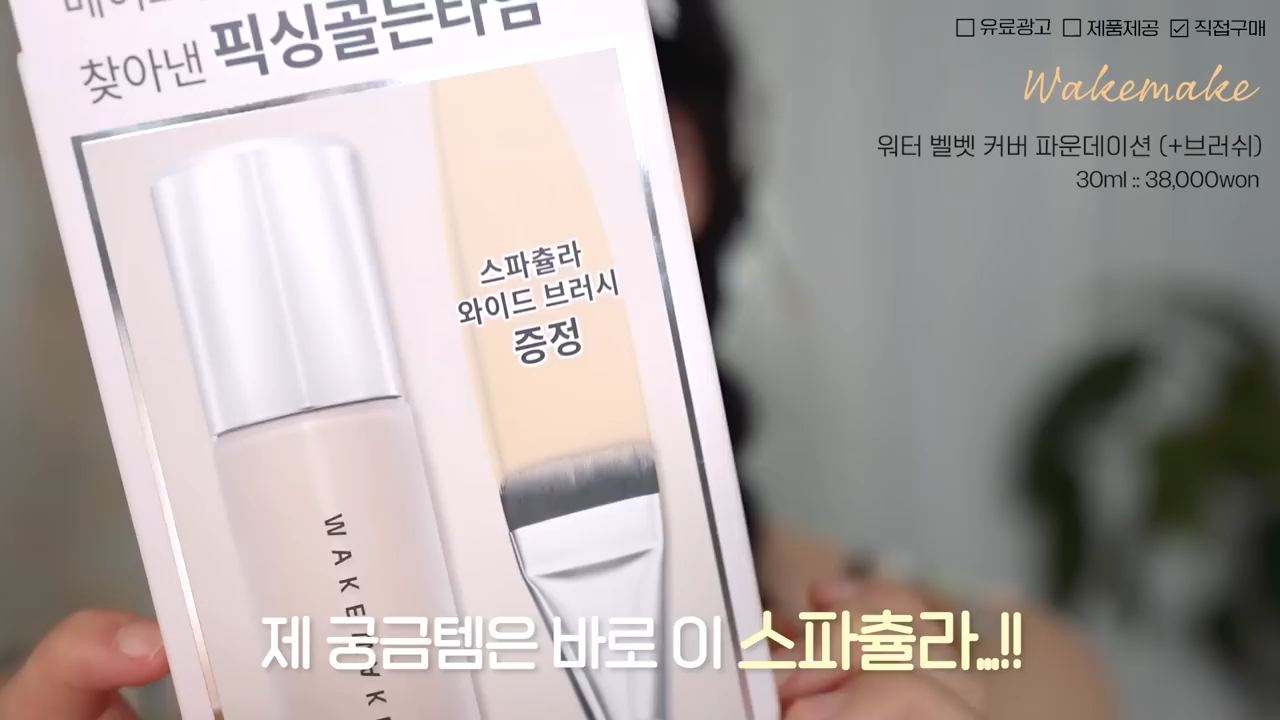 찾아낸 픽싱골든타임
□ 유료광고 □ 제품제공 ☑ 직접구매
Wakemake
워터 벨벳 커버 파운데이션 (+브러쉬)
30ml :: 38,000won
스파츌라
와이드 브러시
증정
WAKEMAKE
제 궁금템은 바로 이 스파츌라...!!